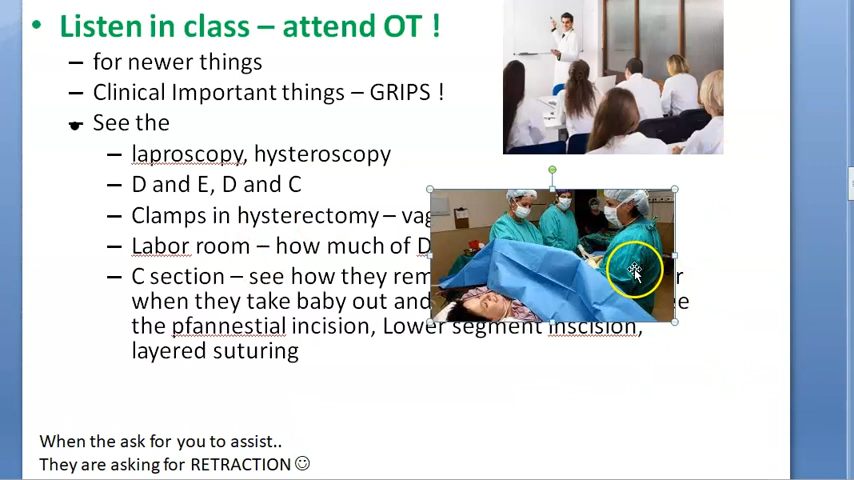 • Listen in class – attend OT !
– for newer things
– Clinical Important things – GRIPS !
See the
– laproscopy, hysteroscopy
– D and E, D and C
– Clamps in hysterectomy – vag
– Labor room – how much of D
– C section – see how they rem r
when they take baby out and ee
the pfannestial incision, Lower segment inscision,
layered suturing
When the ask for you to assist..
They are asking for RETRACTION ☺